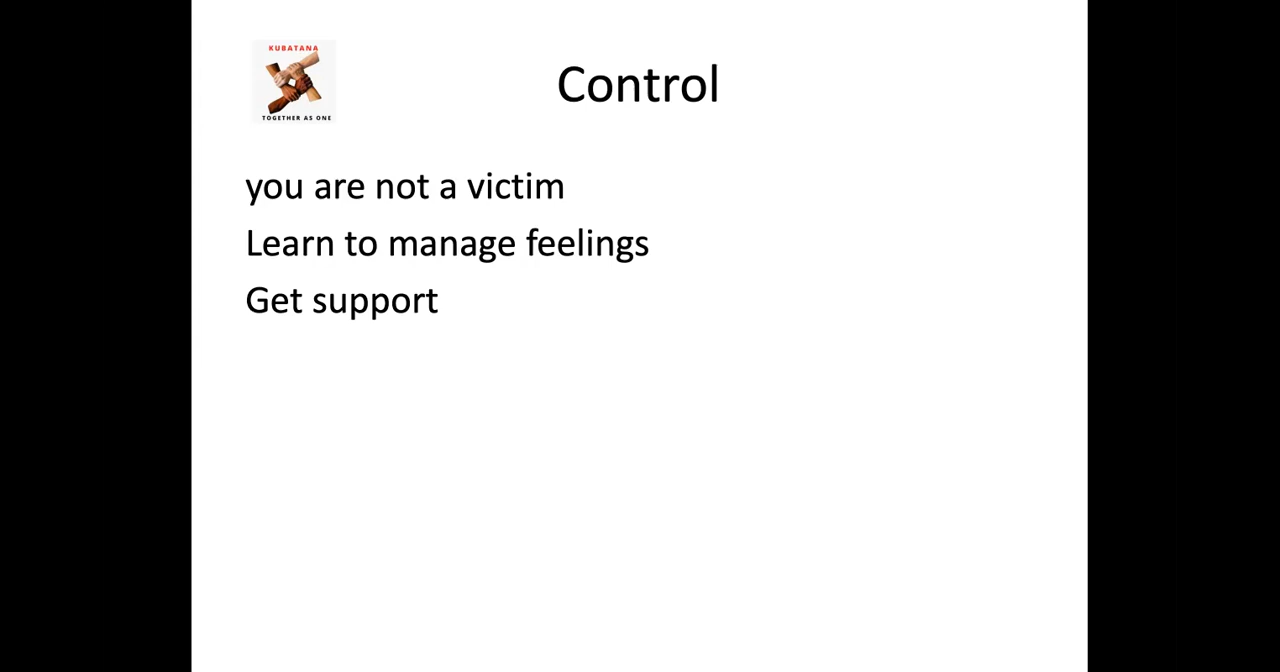 KUBATANA
TOGETHER AS ONE
Control
you are not a victim
Learn to manage feelings
Get support